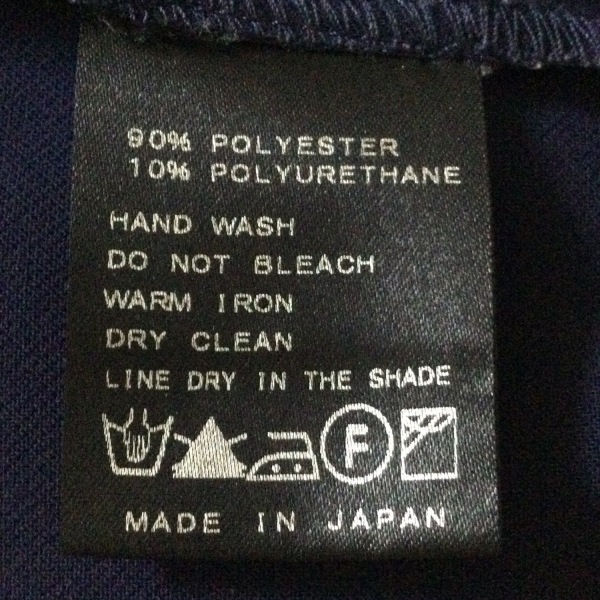 90% POLYESTER
10% POLYURETHANE
HAND WASH
DO NOT BLEACH
WARM IRON
DRY CLEAN
LINE DRY IN THE SHADE
F
MADE IN JAPAN